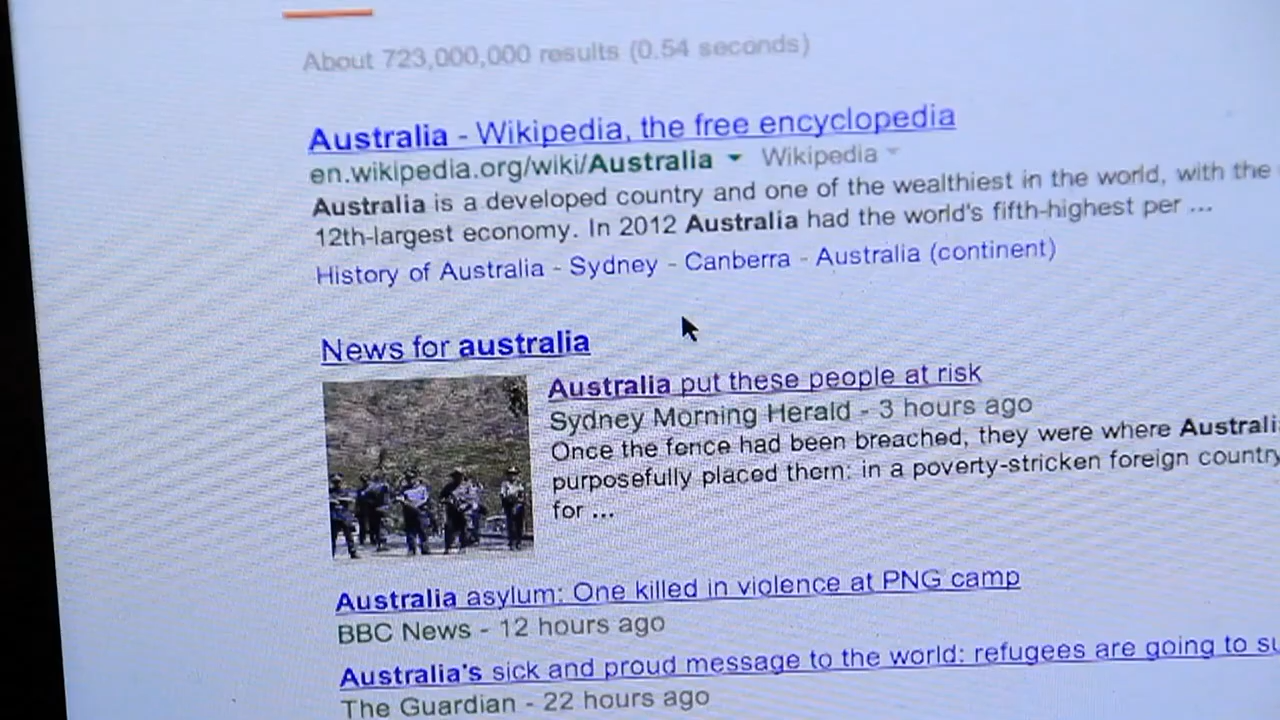 About 723,000,000 results (0.54 seconds)
Australia - Wikipedia, the free encyclopedia
en.wikipedia.org/wiki/Australia Wikipedia
Australia is a developed country and one of the wealthiest in the world, with the
12th-largest economy. In 2012 Australia had the world's fifth-highest per ...
History of Australia - Sydney - Canberra - Australia (continent)
News for australia
Australia put these people at risk
Sydney Morning Herald - 3 hours ago
Once the fence had been breached, they were where Australi
purposefully placed them: in a poverty-stricken foreign country
for ...
Australia asylum: One killed in violence at PNG camp
BBC News - 12 hours ago
Australia's sick and proud message to the world: refugees are going to su
The Guardian - 22 hours ago